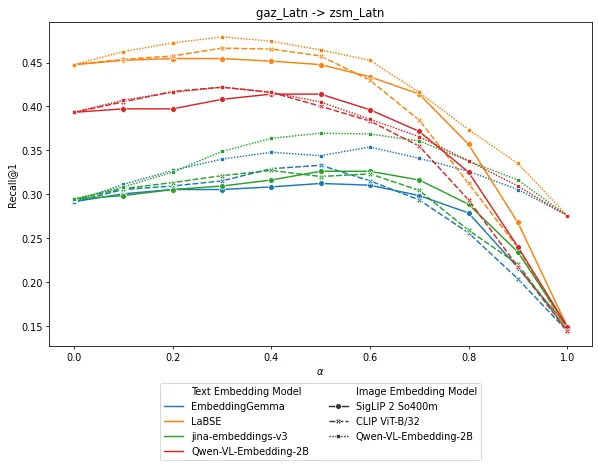 gaz_Latn -> zsm_Latn
Recall@1
0.45
0.40
0.35
0.30
0.25
0.20
0.15
0.0
0.2
0.4
0.6
0.8
1.0
α
Text Embedding Model
EmbeddingGemma
LaBSE
jina-embeddings-v3
Qwen-VL-Embedding-2B
Image Embedding Model
SigLIP 2 So400m
CLIP ViT-B/32
Qwen-VL-Embedding-2B